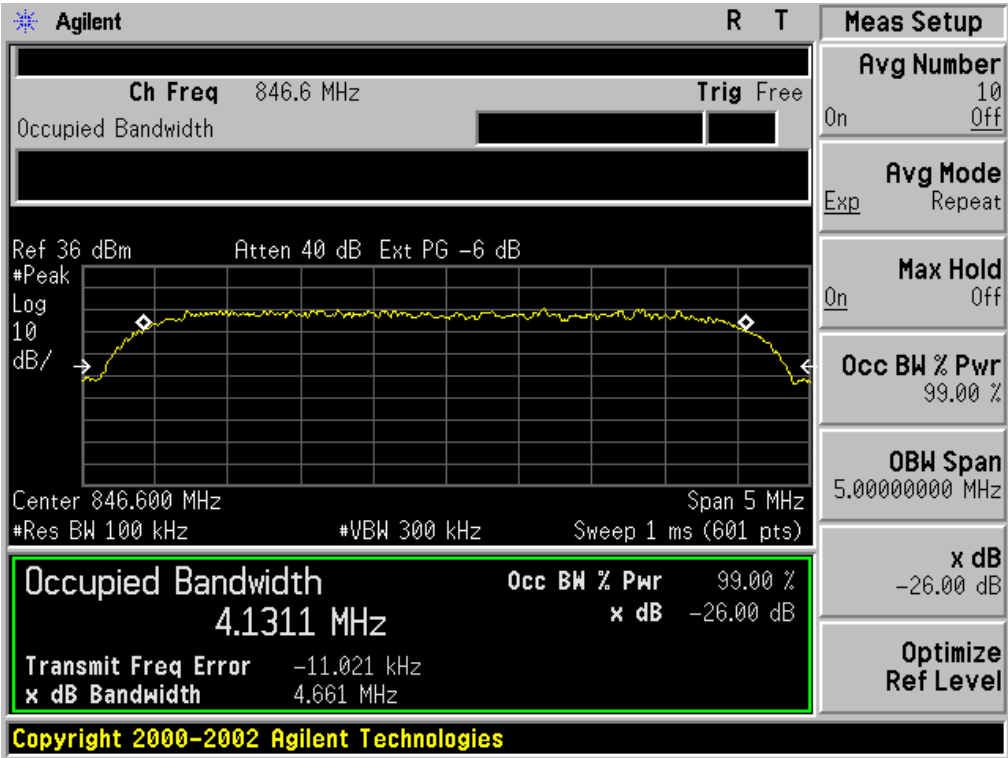 Agilent R T Meas Setup
Ch Freq 846.6 MHz Trig Free
Occupied Bandwidth
Ref 36 dBm Atten 40 dB Ext PG -6 dB
#Peak
Log
10
dB/
Center 846.600 MHz Span 5 MHz
#Res BW 100 kHz #VBW 300 kHz Sweep 1 ms (601 pts)
Occupied Bandwidth
4.1311 MHz
Occ BW % Pwr 99.00 %
x dB -26.00 dB
Transmit Freq Error -11.021 kHz
x dB Bandwidth 4.661 MHz
Avg Number
10
On Off
Avg Mode
Exp Repeat
Max Hold
On Off
Occ BW % Pwr
99.00 %
OBW Span
5.00000000 MHz
x dB
-26.00 dB
Optimize
Ref Level
Copyright 2000-2002 Agilent Technologies